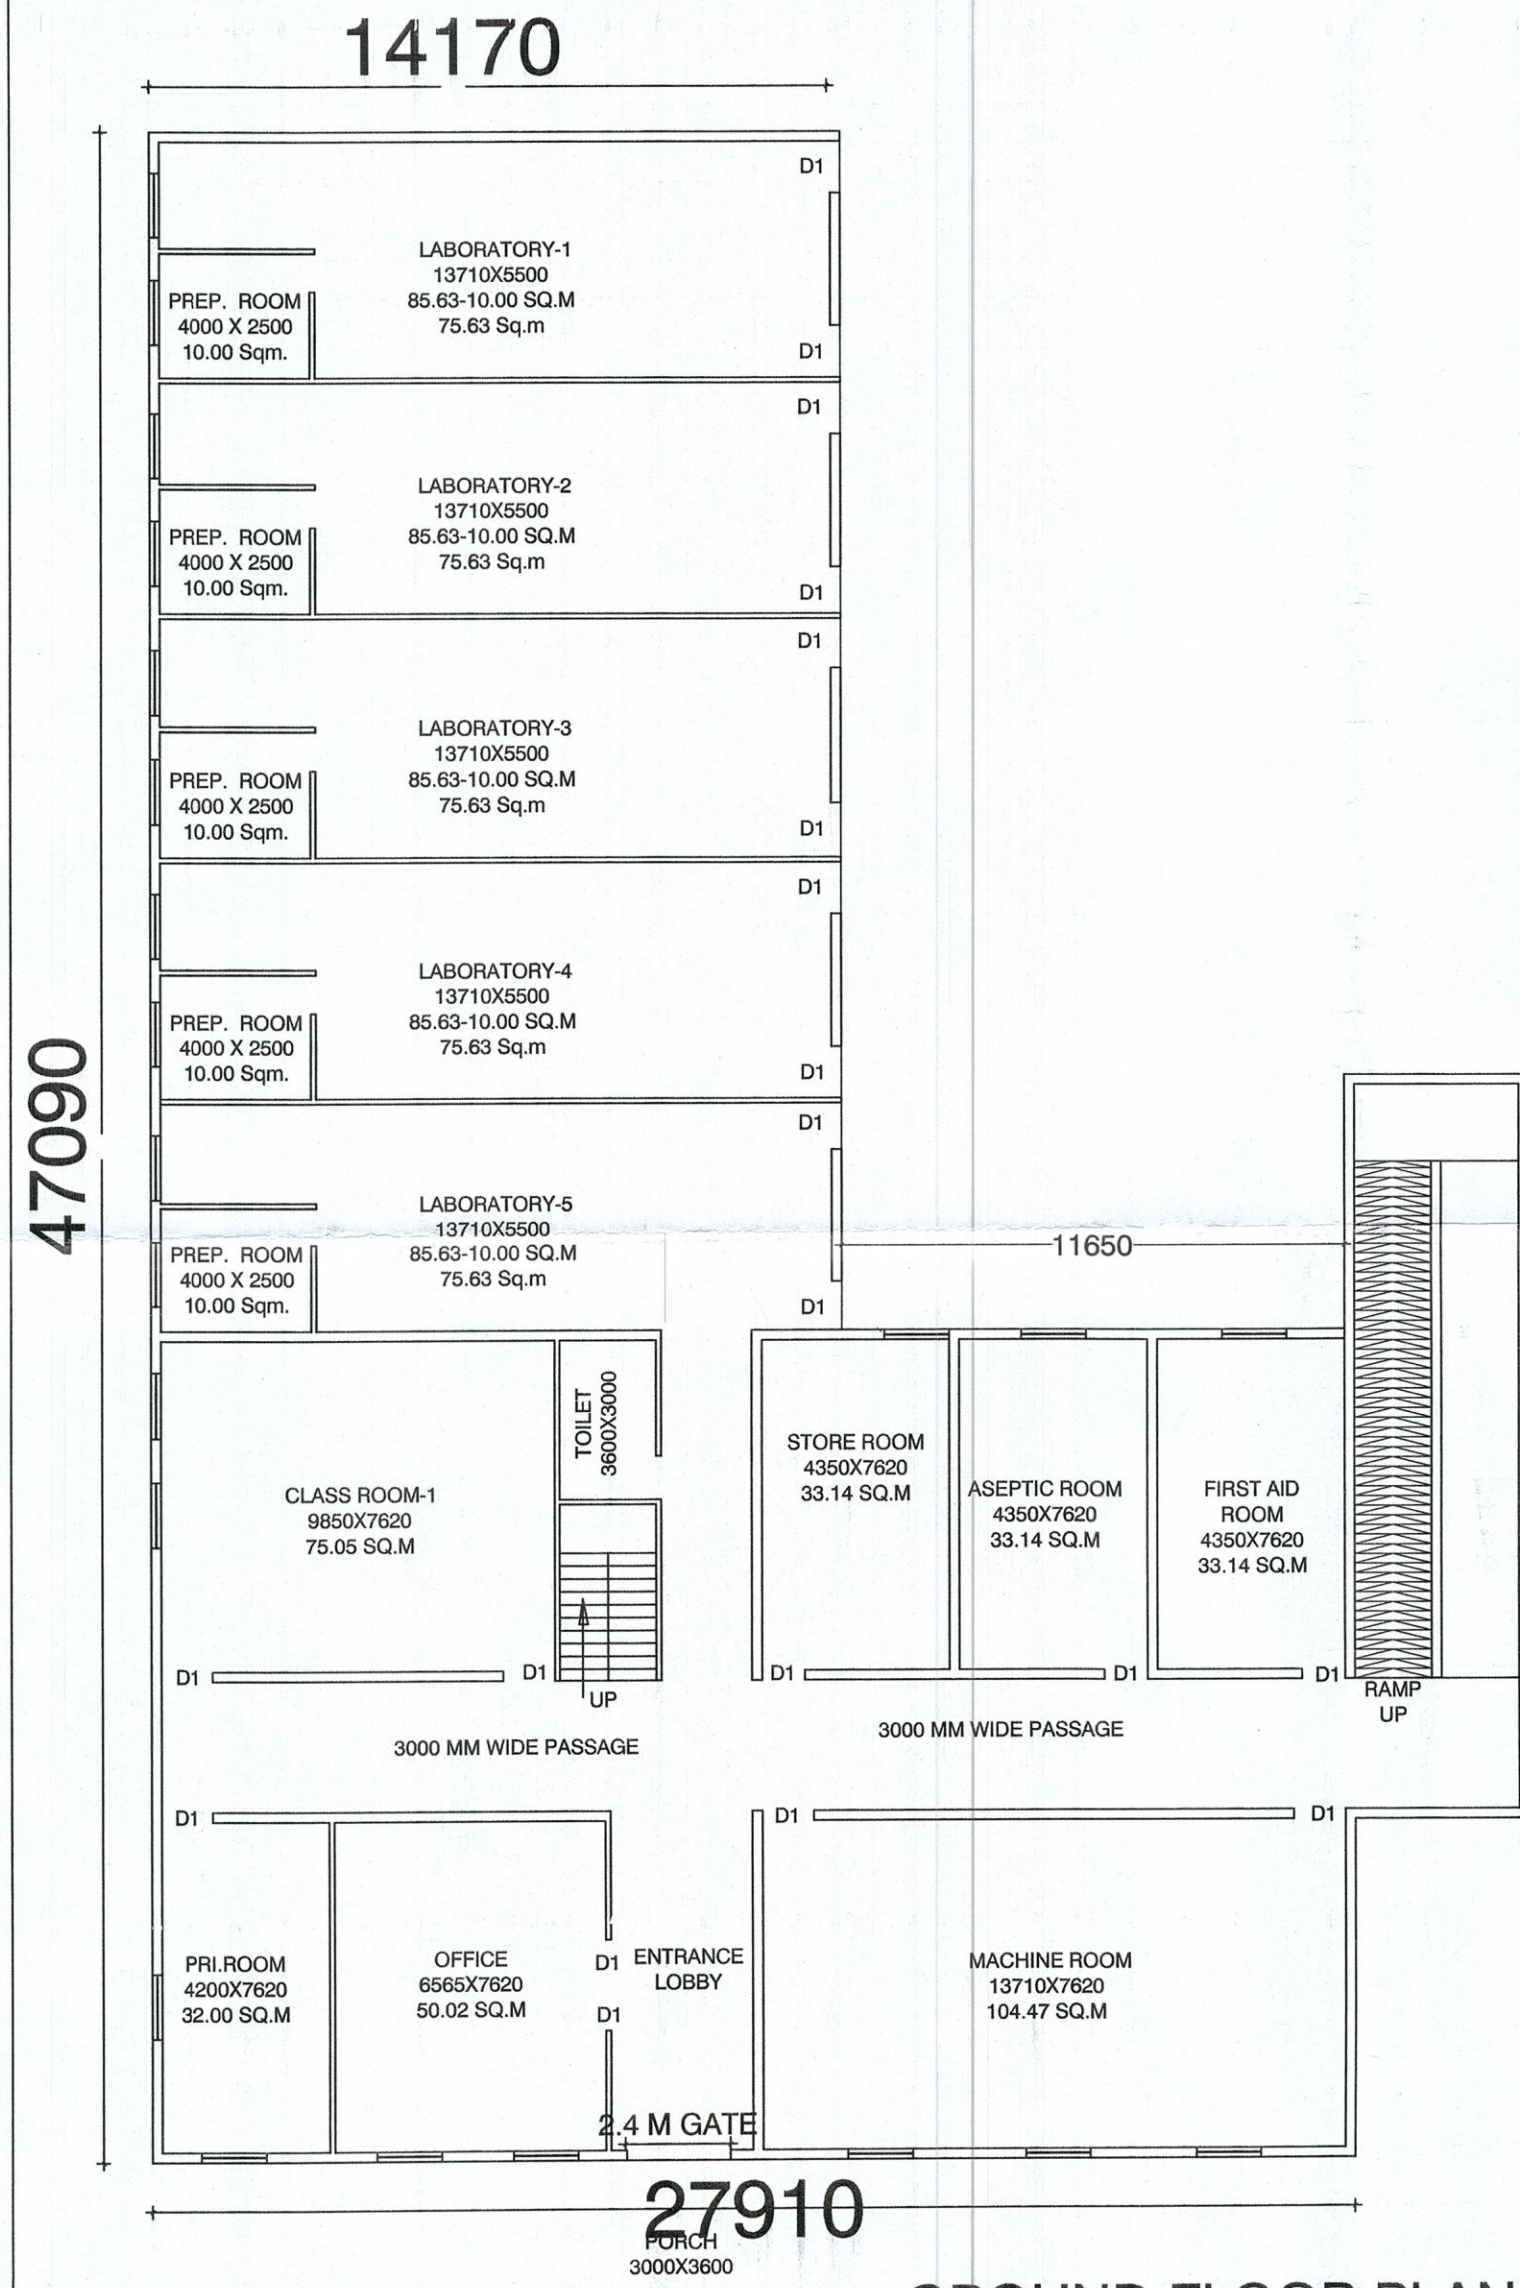 14170
D1
LABORATORY-1
13710X5500
85.63-10.00 SQ.M
75.63 Sq.m
PREP. ROOM
4000 X 2500
10.00 Sqm.
D1
D1
LABORATORY-2
13710X5500
85.63-10.00 SQ.M
75.63 Sq.m
PREP. ROOM
4000 X 2500
10.00 Sqm.
D1
D1
LABORATORY-3
13710X5500
85.63-10.00 SQ.M
75.63 Sq.m
PREP. ROOM
4000 X 2500
10.00 Sqm.
D1
D1
LABORATORY-4
13710X5500
85.63-10.00 SQ.M
75.63 Sq.m
PREP. ROOM
4000 X 2500
10.00 Sqm.
D1
47090
D1
LABORATORY-5
13710X5500
85.63-10.00 SQ.M
75.63 Sq.m
PREP. ROOM
4000 X 2500
10.00 Sqm.
D1
11650
TOILET
3600X3000
CLASS ROOM-1
9850X7620
75.05 SQ.M
STORE ROOM
4350X7620
33.14 SQ.M
ASEPTIC ROOM
4350X7620
33.14 SQ.M
FIRST AID
ROOM
4350X7620
33.14 SQ.M
D1
D1
UP
D1
D1
D1
RAMP
UP
3000 MM WIDE PASSAGE
3000 MM WIDE PASSAGE
D1
D1
D1
PRI.ROOM
4200X7620
32.00 SQ.M
OFFICE
6565X7620
50.02 SQ.M
D1
D1
ENTRANCE
LOBBY
MACHINE ROOM
13710X7620
104.47 SQ.M
2.4 M GATE
27910
PORCH
3000X3600
GROUND FLOOR PLAN